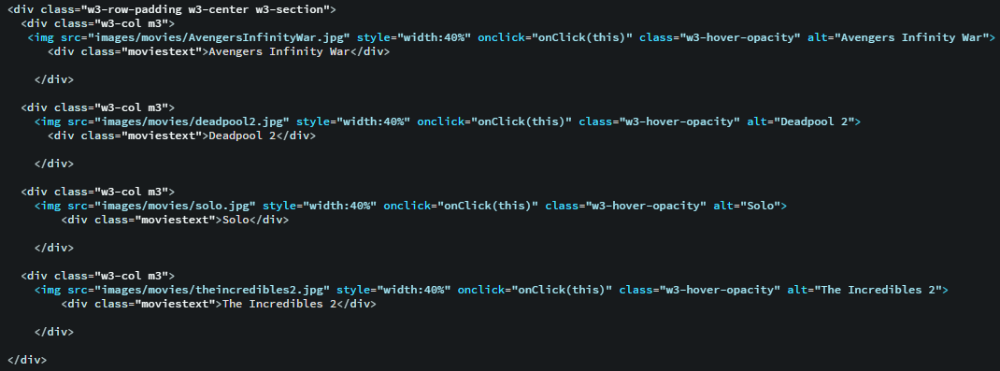 <div class="w3-row-padding w3-center w3-section">
<div class="w3-col m3">
<img src="images/movies/AvengersInfinityWar.jpg" style="width:40%" onclick="onClick(this)" class="w3-hover-opacity" alt="Avengers Infinity War">
<div class="moviestext">Avengers Infinity War</div>
</div>
<div class="w3-col m3">
<img src="images/movies/deadpool2.jpg" style="width:40%" onclick="onClick(this)" class="w3-hover-opacity" alt="Deadpool 2">
<div class="moviestext">Deadpool 2</div>
</div>
<div class="w3-col m3">
<img src="images/movies/solo.jpg" style="width:40%" onclick="onClick(this)" class="w3-hover-opacity" alt="Solo">
<div class="moviestext">Solo</div>
</div>
<div class="w3-col m3">
<img src="images/movies/theincredibles2.jpg" style="width:40%" onclick="onClick(this)" class="w3-hover-opacity" alt="The Incredibles 2">
<div class="moviestext">The Incredibles 2</div>
</div>
</div>